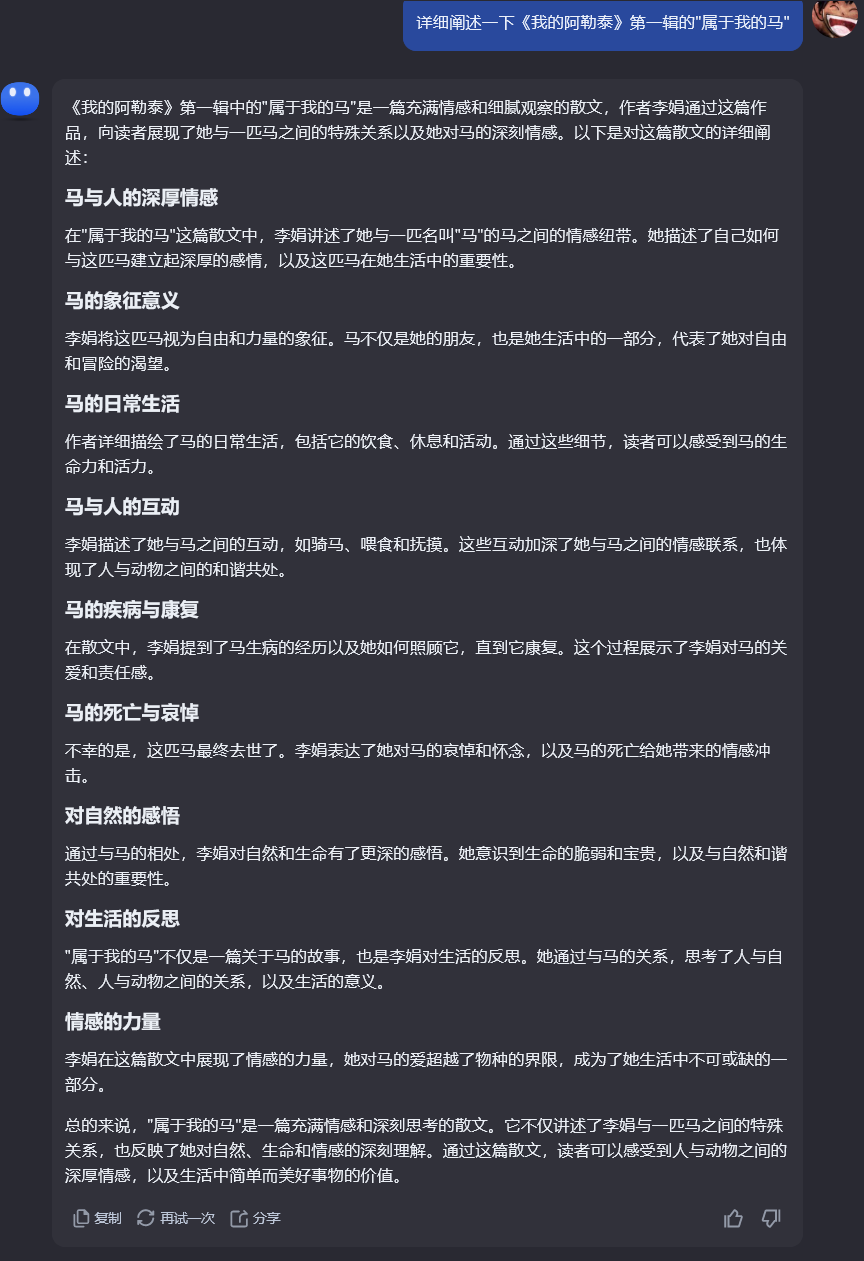 详细阐述一下《我的阿勒泰》第一辑的"属于我的马"
《我的阿勒泰》第一辑中的"属于我的马"是一篇充满情感和细腻观察的散文，作者李娟通过这篇作
品，向读者展现了她与一匹马之间的特殊关系以及她对马的深刻情感。以下是对这篇散文的详细阐
述：
马与人的深厚情感
在"属于我的马"这篇散文中，李娟讲述了她与一匹名叫"马"的马之间的情感纽带。她描述了自己如何
与这匹马建立起深厚的感情，以及这匹马在她生活中的重要性。
马的象征意义
李娟将这匹马视为自由和力量的象征。马不仅是她的朋友，也是她生活中的一部分，代表了她对自由
和冒险的渴望。
马的日常生活
作者详细描绘了马的日常生活，包括它的饮食、休息和活动。通过这些细节，读者可以感受到马的生
命力和活力。
马与人的互动
李娟描述了她与马之间的互动，如骑马、喂食和抚摸。这些互动加深了她与马之间的情感联系，也体
现了人与动物之间的和谐共处。
马的疾病与康复
在散文中，李娟提到了马生病的经历以及她如何照顾它，直到它康复。这个过程展示了李娟对马的关
爱和责任感。
马的死亡与哀悼
不幸的是，这匹马最终去世了。李娟表达了她对马的哀悼和怀念，以及马的死亡给她带来的情感冲
击。
对自然的感悟
通过与马的相处，李娟对自然和生命有了更深的感悟。她意识到生命的脆弱和宝贵，以及与自然和谐
共处的重要性。
对生活的反思
"属于我的马"不仅是一篇关于马的故事，也是李娟对生活的反思。她通过与马的关系，思考了人与自
然、人与动物之间的关系，以及生活的意义。
情感的力量
李娟在这篇散文中展现了情感的力量，她对马的爱超越了物种的界限，成为了她生活中不可或缺的一
部分。
总的来说，"属于我的马"是一篇充满情感和深刻思考的散文。它不仅讲述了李娟与一匹马之间的特殊
关系，也反映了她对自然、生命和情感的深刻理解。通过这篇散文，读者可以感受到人与动物之间的
深厚情感，以及生活中简单而美好事物的价值。
复制 再试一次 分享